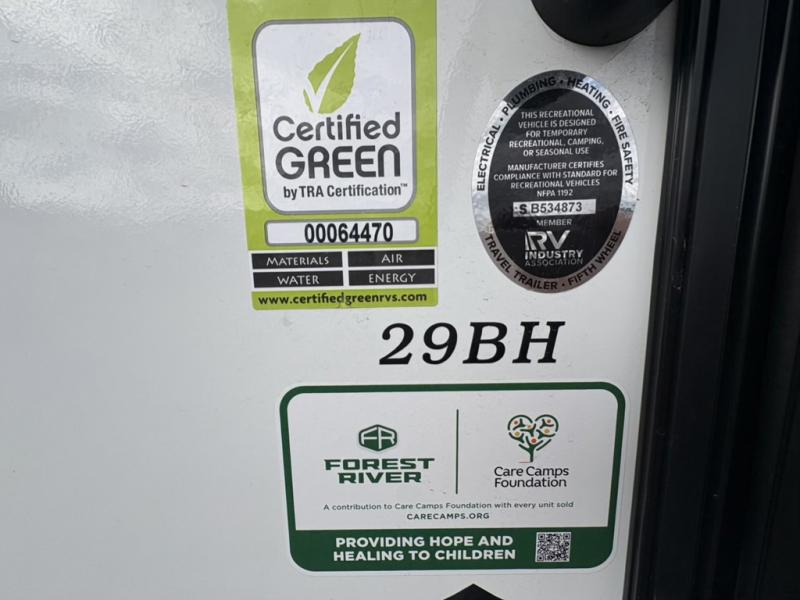 Certified
GREEN
by TRA Certification™
00064470
MATERIALS
AIR
WATER
ENERGY
www.certifiedgreenrvs.com
ELECTRICAL • PLUMBING • HEATING • FIRE SAFETY
THIS RECREATIONAL
VEHICLE IS DESIGNED
FOR TEMPORARY
RECREATIONAL, CAMPING,
OR SEASONAL USE
MANUFACTURER CERTIFIES
COMPLIANCE WITH STANDARD FOR
RECREATIONAL VEHICLES
NFPA 1192
S B534873
MEMBER
RV
INDUSTRY
ASSOCIATION
TRAVEL TRAILER • FIFTH WHEEL
29BH
FR
FOREST
RIVER
Care Camps
Foundation
A contribution to Care Camps Foundation with every unit sold
CARECAMPS.ORG
PROVIDING HOPE AND
HEALING TO CHILDREN